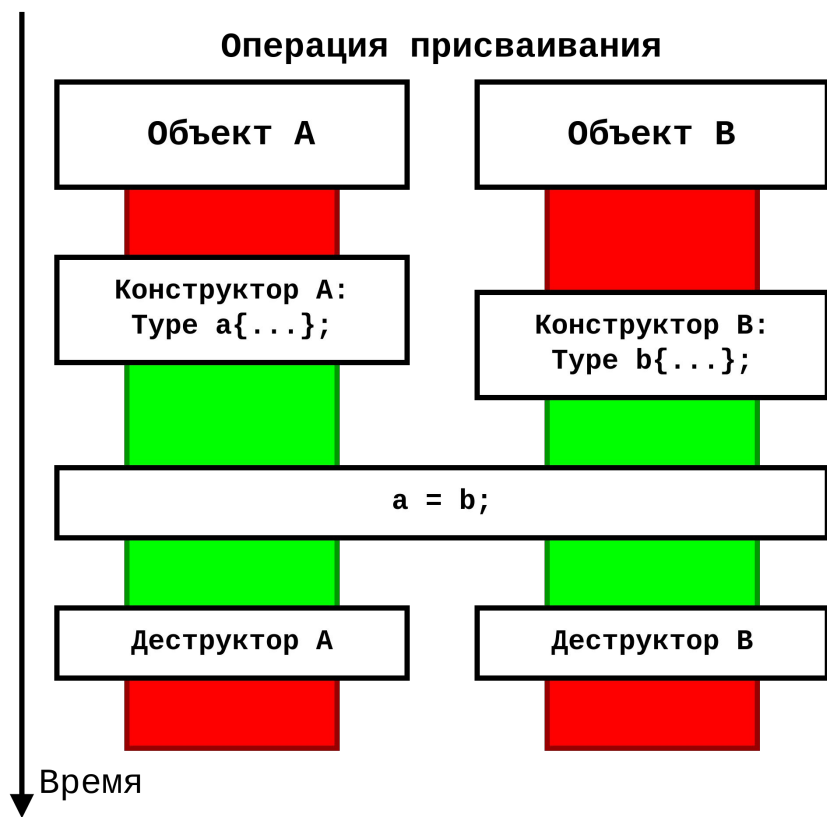 Операция присваивания
Объект A
Объект B
Конструктор A:
Type a{...};
Конструктор B:
Type b{...};
a = b;
Деструктор A
Деструктор B
Время